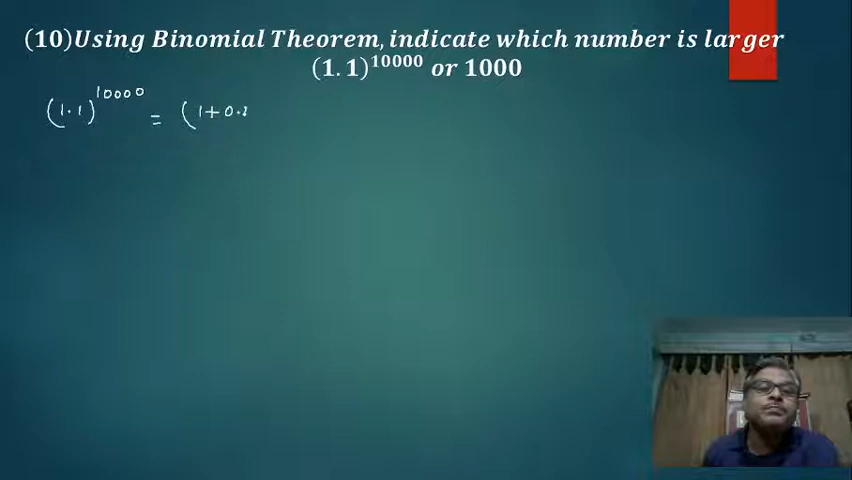 (10)Using Binomial Theorem, indicate which number is larger
(1.1)^10000 or 1000
(1.1)^10000 = (1+0.1